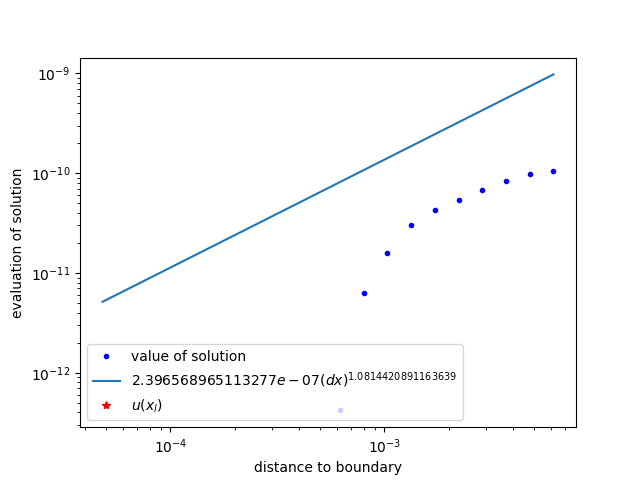 10⁻⁹
10⁻¹⁰
10⁻¹¹
10⁻¹²
evaluation of solution
value of solution
2.396568965113277e − 07(dx)^1.0814420891163639
u(x_l)
10⁻⁴ 10⁻³
distance to boundary